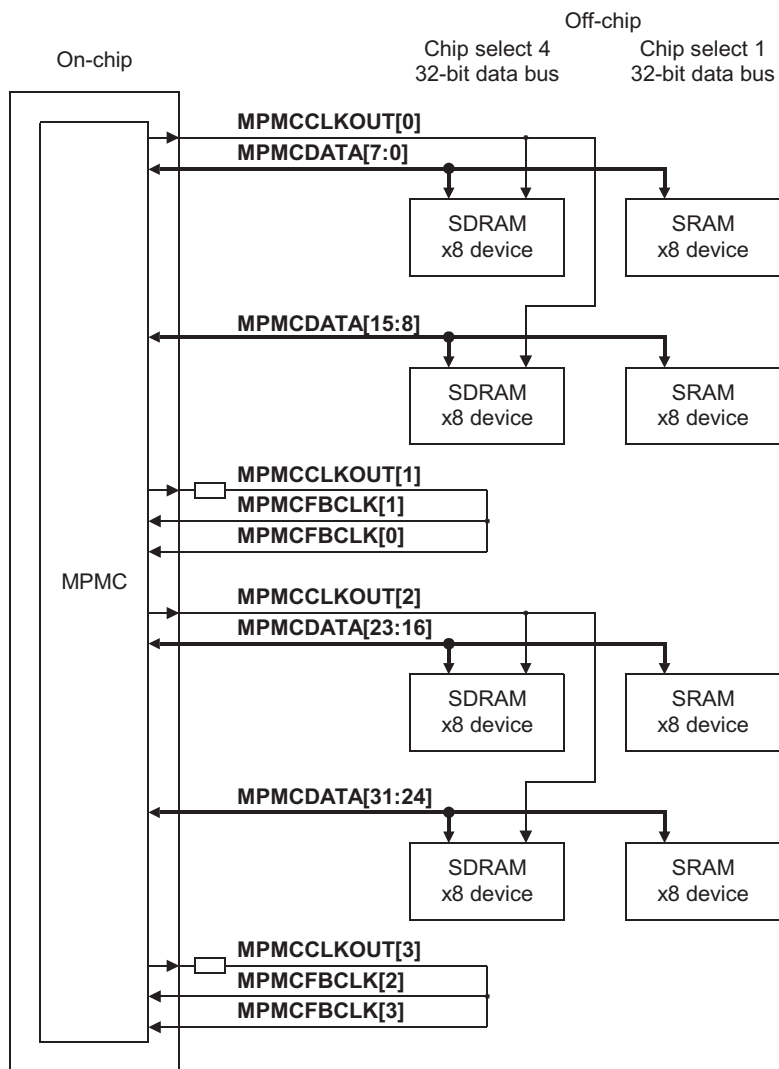 Off-chip
On-chip
Chip select 4
32-bit data bus
Chip select 1
32-bit data bus
MPMCCLKOUT[0]
MPMCDATA[7:0]
SDRAM
x8 device
SRAM
x8 device
MPMCDATA[15:8]
SDRAM
x8 device
SRAM
x8 device
MPMCCLKOUT[1]
MPMCFBCLK[1]
MPMCFBCLK[0]
MPMC
MPMCCLKOUT[2]
MPMCDATA[23:16]
SDRAM
x8 device
SRAM
x8 device
MPMCDATA[31:24]
SDRAM
x8 device
SRAM
x8 device
MPMCCLKOUT[3]
MPMCFBCLK[2]
MPMCFBCLK[3]